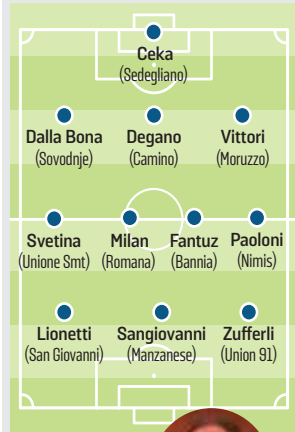 Ceka
(Sedegliano)
Dalla Bona Degano Vittori
(Sovodnje) (Camino) (Moruzzo)
Svetina Milan Fantuz Paoloni
(Unione Smt) (Romana) (Bannia) (Nimis)
Lionetti Sangiovanni Zufferli
(San Giovanni) (Manzanese) (Union 91)